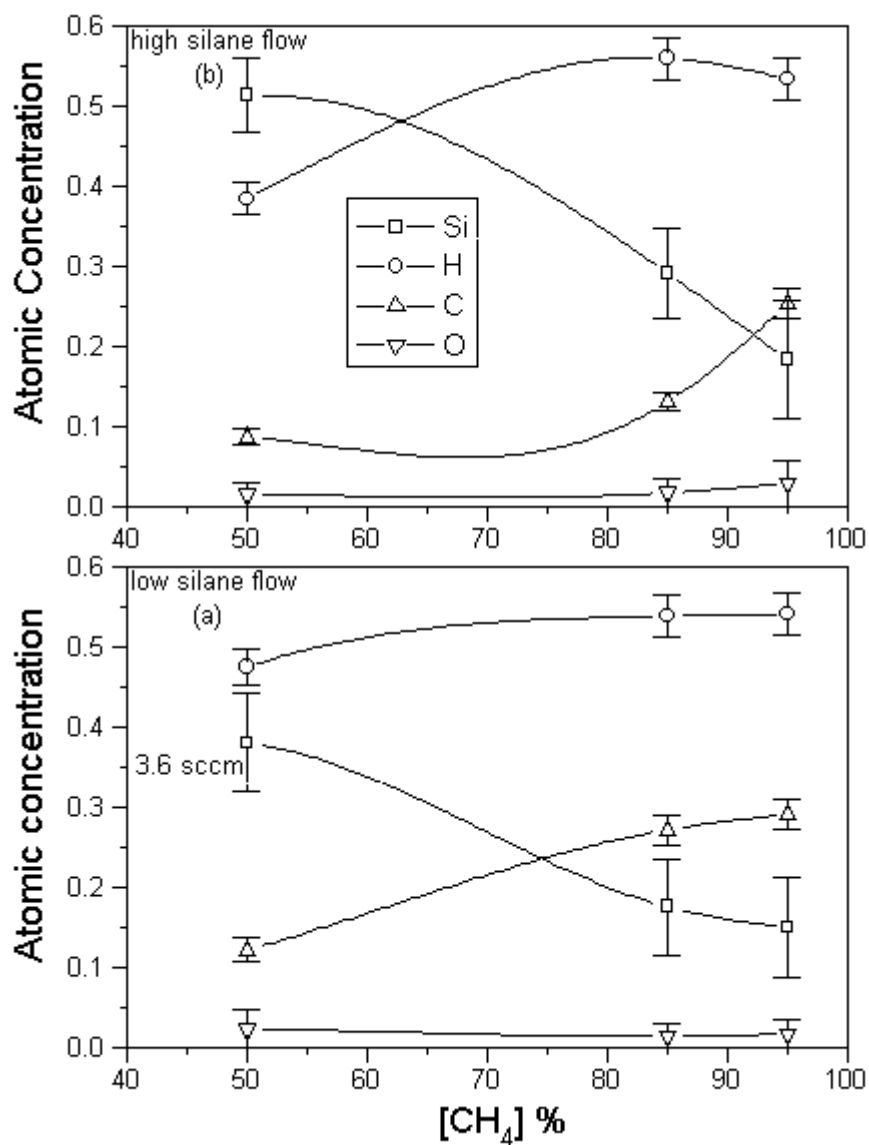 high silane flow
(b)
Atomic Concentration
0.6
0.5
0.4
0.3
0.2
0.1
0.0
Si
H
C
O
40 50 60 70 80 90 100
low silane flow
(a)
3.6 sccm
Atomic concentration
0.6
0.5
0.4
0.3
0.2
0.1
0.0
40 50 60 70 80 90 100
[CH₄] %